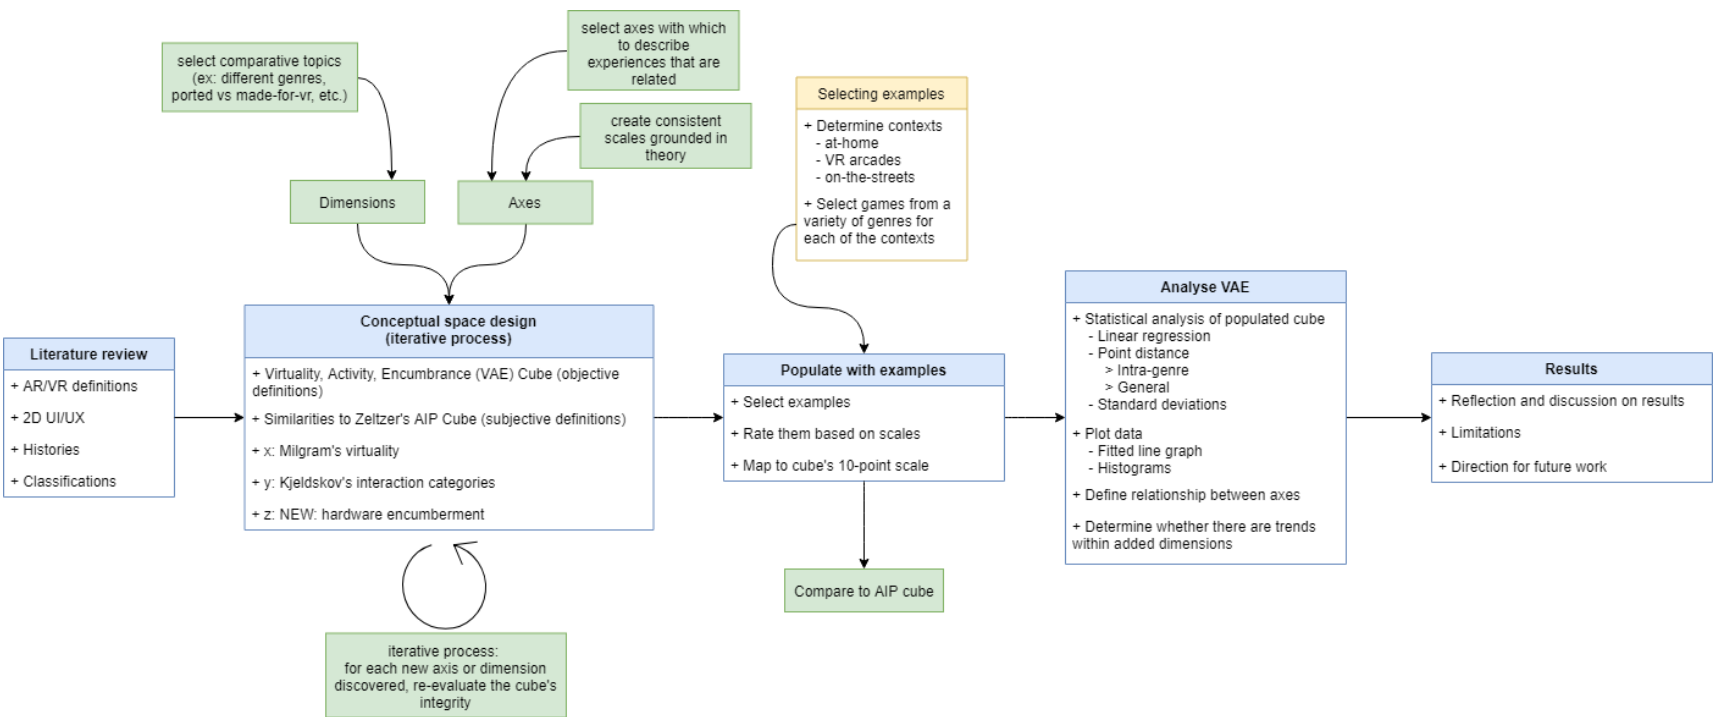 select comparative topics
(ex: different genres,
ported vs made-for-vr, etc.)
select axes with which
to describe
experiences that are
related
create consistent
scales grounded in
theory
Dimensions
Axes
Selecting examples
+ Determine contexts
- at-home
- VR arcades
- on-the-streets
+ Select games from a
variety of genres for
each of the contexts
Literature review
+ AR/VR definitions
+ 2D UI/UX
+ Histories
+ Classifications
Conceptual space design
(iterative process)
+ Virtuality, Activity, Encumbrance (VAE) Cube (objective
definitions)
+ Similarities to Zeltzer's AIP Cube (subjective definitions)
+ x: Milgram's virtuality
+ y: Kjeldskov's interaction categories
+ z: NEW: hardware encumberment
iterative process:
for each new axis or dimension
discovered, re-evaluate the cube's
integrity
Populate with examples
+ Select examples
+ Rate them based on scales
+ Map to cube's 10-point scale
Compare to AIP cube
Analyse VAE
+ Statistical analysis of populated cube
- Linear regression
- Point distance
> Intra-genre
> General
- Standard deviations
+ Plot data
- Fitted line graph
- Histograms
+ Define relationship between axes
+ Determine whether there are trends
within added dimensions
Results
+ Reflection and discussion on results
+ Limitations
+ Direction for future work